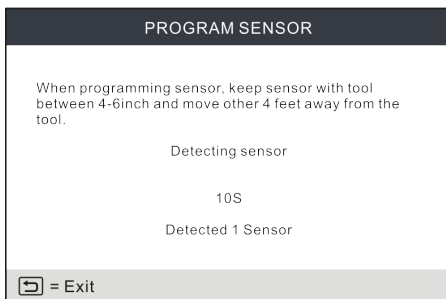 PROGRAM SENSOR
When programming sensor, keep sensor with tool
between 4-6inch and move other 4 feet away from the
tool.
Detecting sensor
10S
Detected 1 Sensor
= Exit